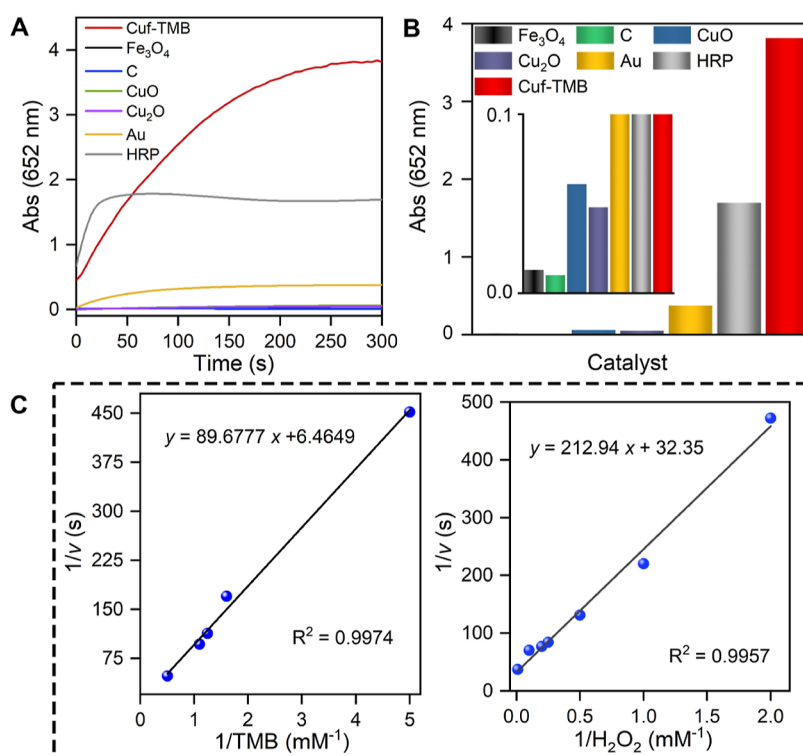 A
Cuf-TMB
Fe₃O₄
C
CuO
Cu₂O
Au
HRP
4
3
2
1
0
Abs (652 nm)
0 50 100 150 200 250 300
Time (s)
B
Fe₃O₄ C CuO
Cu₂O Au HRP
Cuf-TMB
4
3
2
1
0
Abs (652 nm)
0.1
0.0
Catalyst
C
y = 89.6777 x +6.4649
R² = 0.9974
450
375
225
150
75
1/v (s)
0 1 2 3 4 5
1/TMB (mM⁻¹)
y = 212.94 x + 32.35
R² = 0.9957
500
400
300
200
100
0
1/v (s)
0.0 0.5 1.0 1.5 2.0
1/H₂O₂ (mM⁻¹)